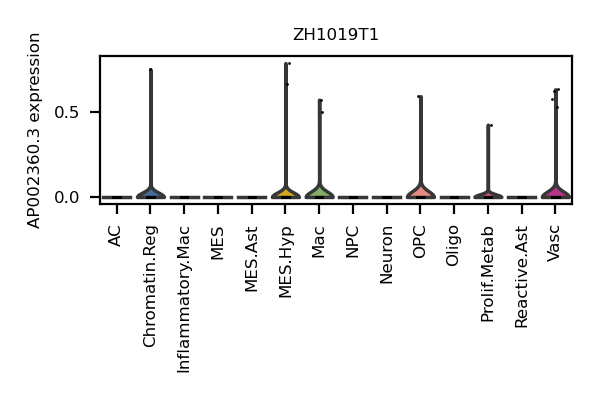 ZH1019T1
AP002360.3 expression
0.5
0.0
AC
Chromatin.Reg
Inflammatory.Mac
MES
MES.Ast
MES.Hyp
Mac
NPC
Neuron
OPC
Oligo
Prolif.Metab
Reactive.Ast
Vasc